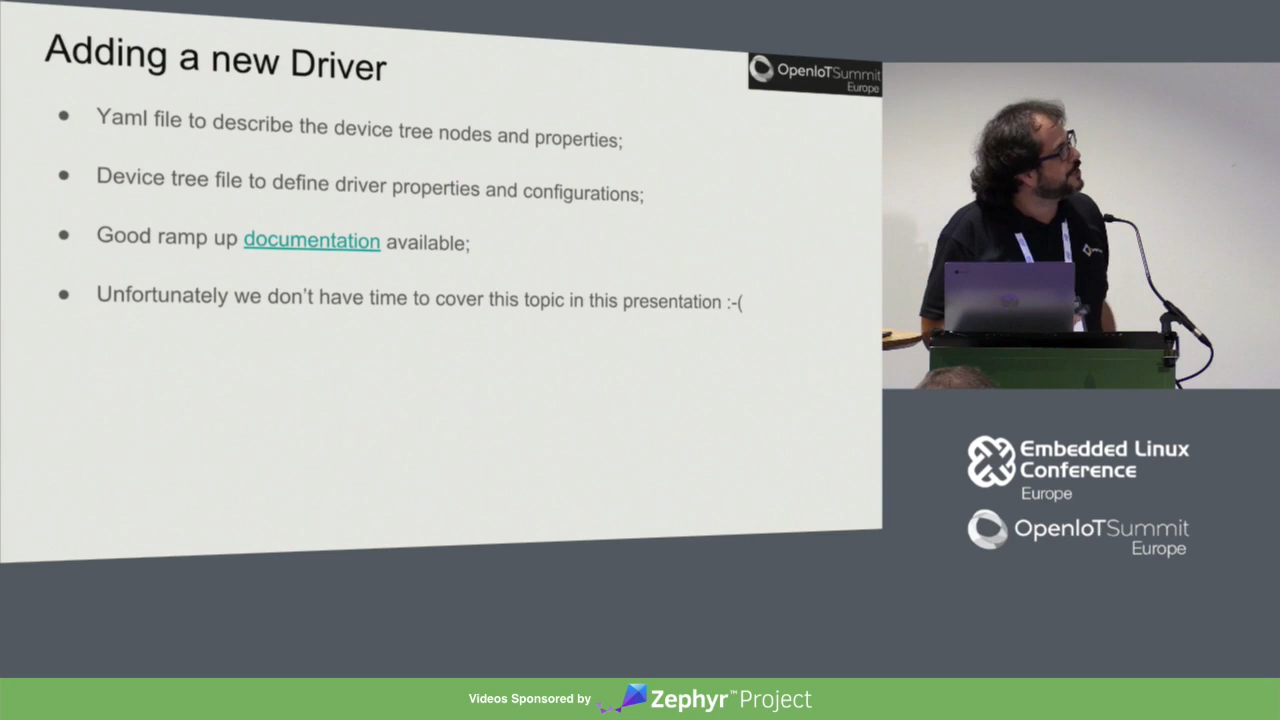 Adding a new Driver
OpenIoTSummit
Europe
Yaml file to describe the device tree nodes and properties;
Device tree file to define driver properties and configurations;
Good ramp up documentation available;
Unfortunately we don't have time to cover this topic in this presentation :-(
Embedded Linux
Conference
Europe
OpenIoTSummit
Europe
Videos Sponsored by Zephyr™Project